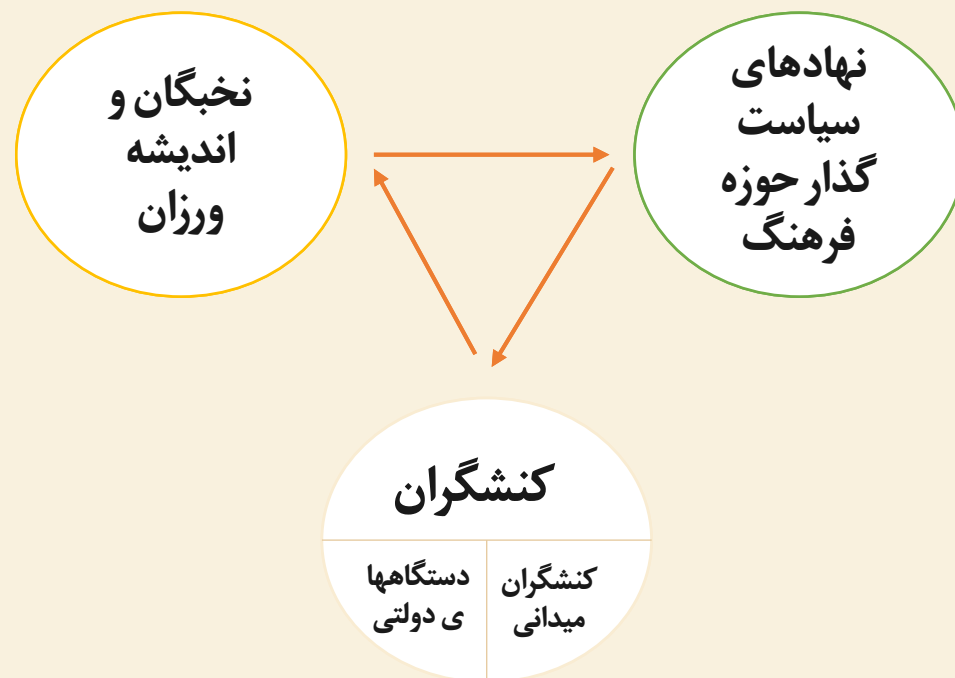 نهادهای
سیاست
گذار حوزه
فرهنگ
نخبگان و
اندیشه
ورزان
کنشگران
کنشگران
میدانی
دستگاهها
ی دولتی